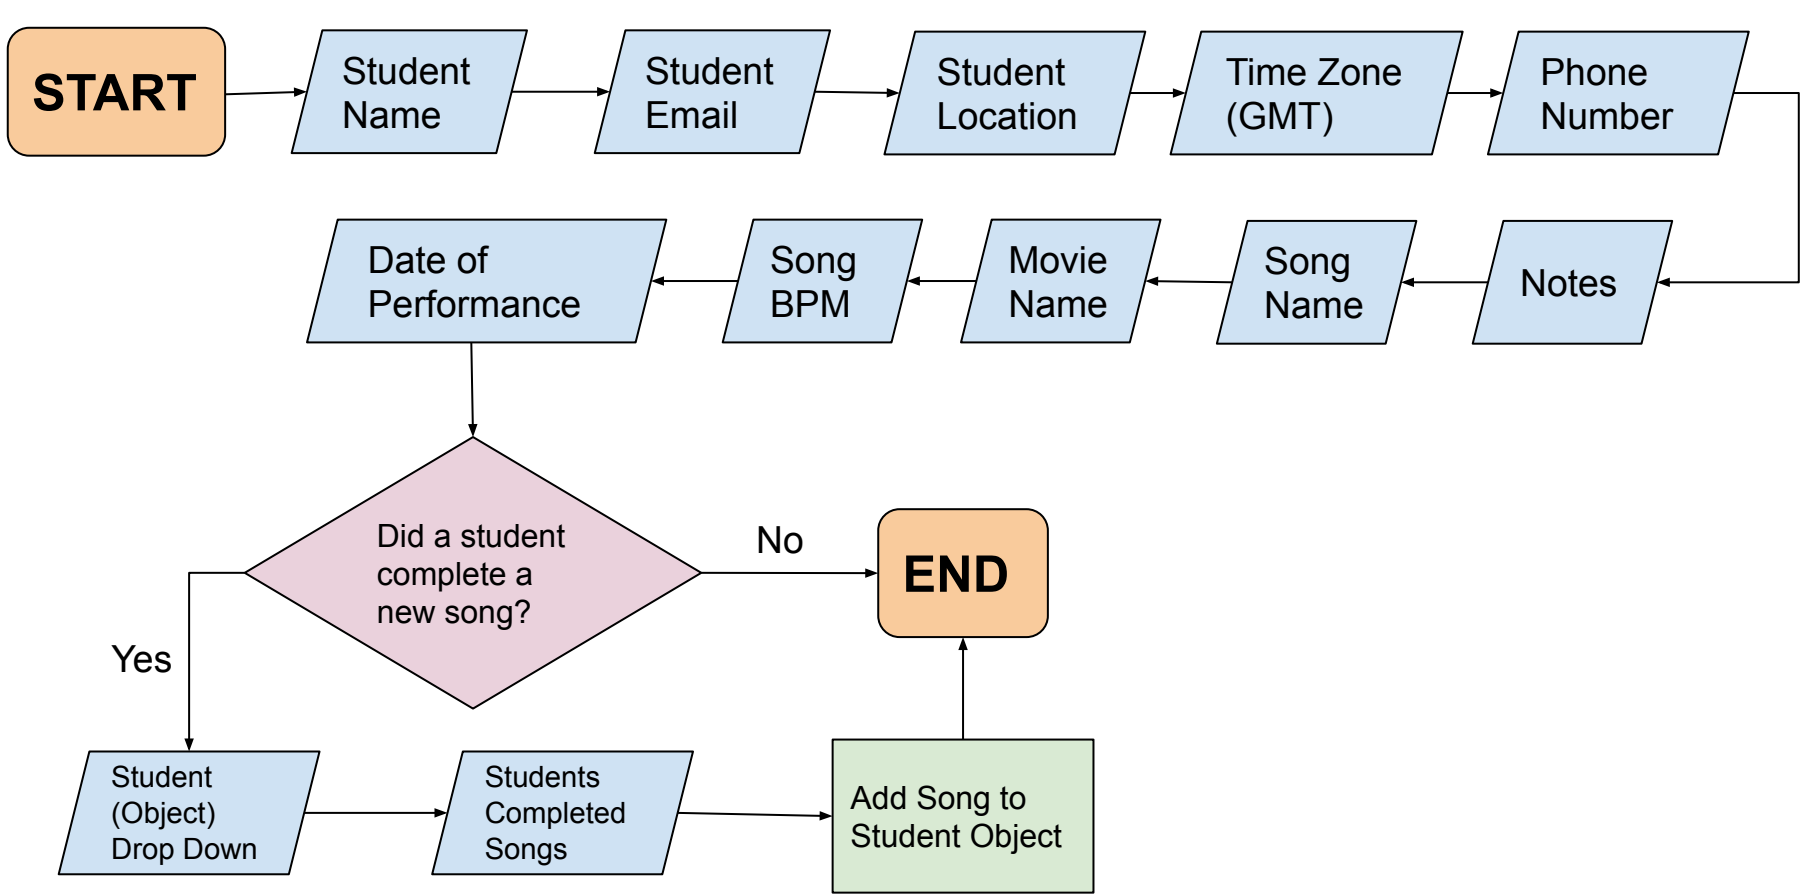 START
Student
Name
Student
Email
Student
Location
Time Zone
(GMT)
Phone
Number
Notes
Song
Name
Movie
Name
Song
BPM
Date of
Performance
Did a student
complete a
new song?
No
END
Yes
Student
(Object)
Drop Down
Students
Completed
Songs
Add Song to
Student Object